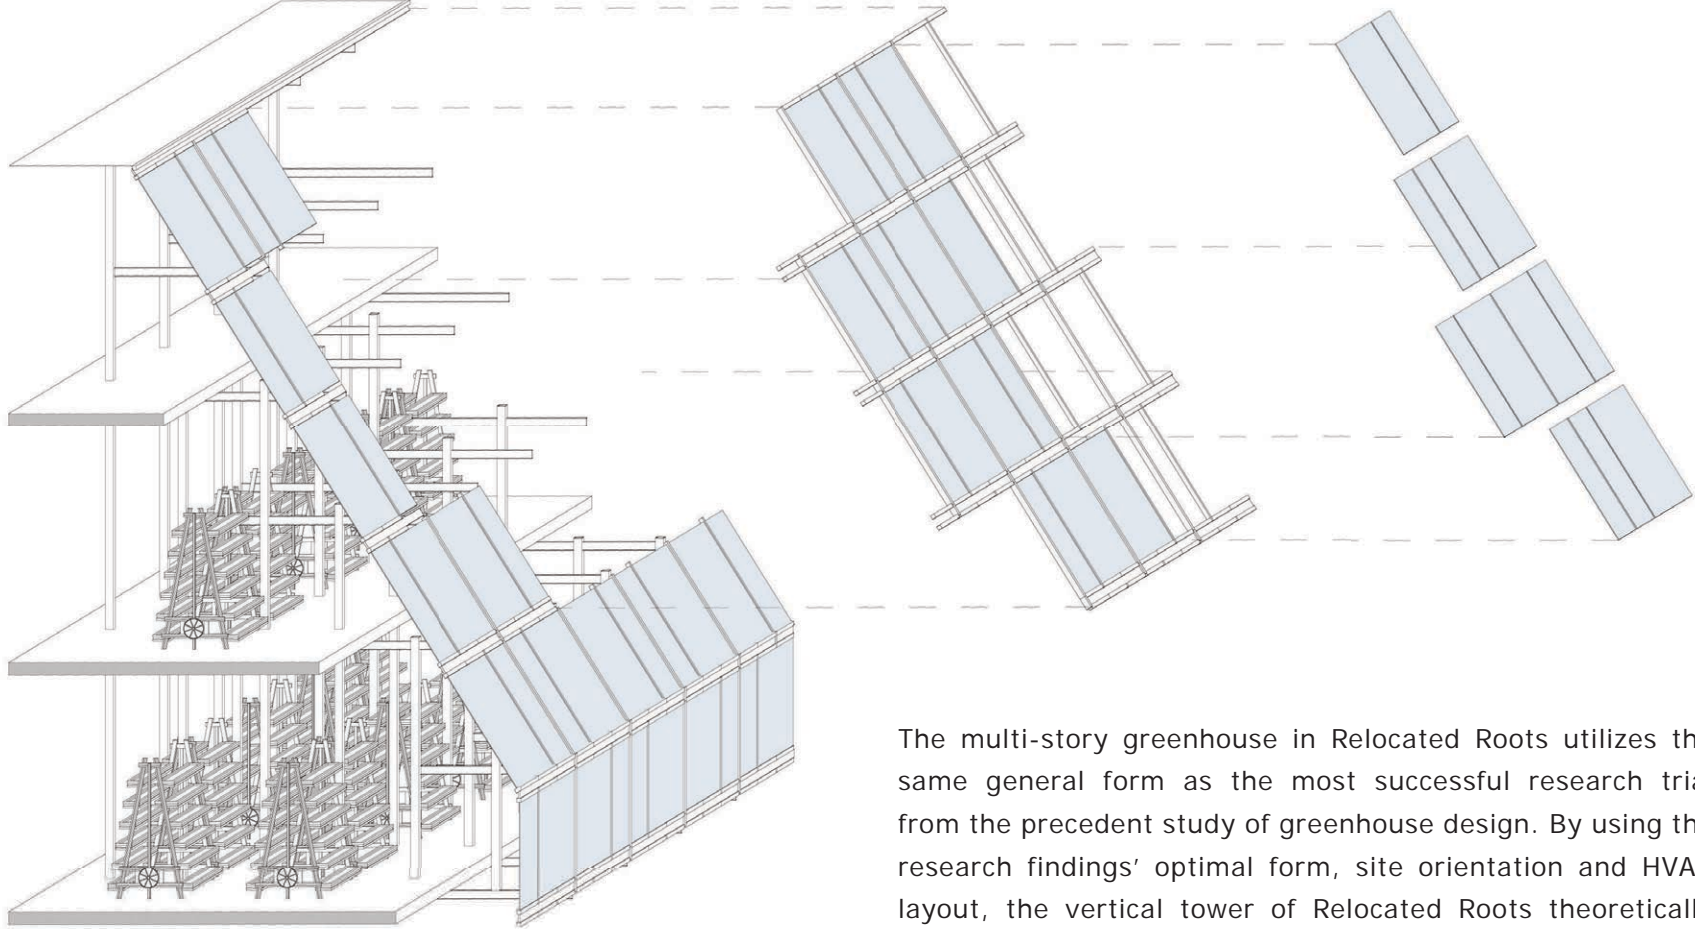 The multi-story greenhouse in Relocated Roots utilizes th
same general form as the most successful research tria
from the precedent study of greenhouse design. By using th
research findings’ optimal form, site orientation and HVA
layout, the vertical tower of Relocated Roots theoreticall